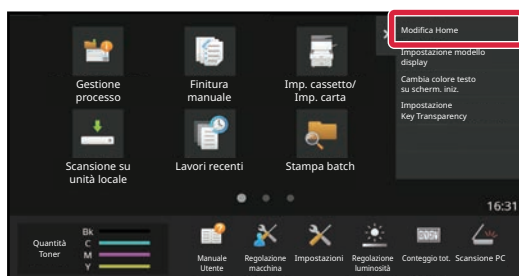 Modifica Home
Impostazione modello
display
Cambia colore testo
su scherm. iniz.
Impostazione
Key Transparency
Gestione
processo
Finitura
manuale
Imp. cassetto/
Imp. carta
Scansione su
unità locale
Lavori recenti
Stampa batch
16:31
Quantità
Toner
Bk
C
M
Y
Manuale
Utente
Regolazione
macchina
Impostazioni
Regolazione
luminosità
Conteggio tot.
Scansione PC